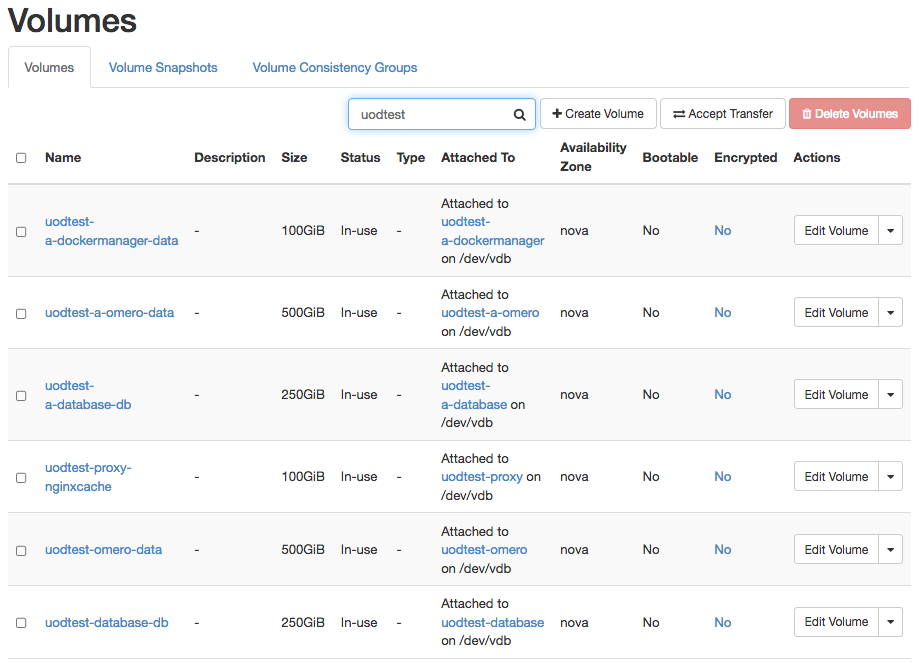 Volumes
Volumes Volume Snapshots Volume Consistency Groups
uodtest Create Volume Accept Transfer Delete Volumes
Name Description Size Status Type Attached To Availability Zone Bootable Encrypted Actions
uodtest-
a-dockermanager-data
-
100GiB
In-use
-
Attached to
uodtest-
a-dockermanager
on /dev/vdb
nova
No
No
Edit Volume
uodtest-a-omero-data
-
500GiB
In-use
-
Attached to
uodtest-a-omero
on /dev/vdb
nova
No
No
Edit Volume
uodtest-
a-database-db
-
250GiB
In-use
-
Attached to
uodtest-
a-database on
/dev/vdb
nova
No
No
Edit Volume
uodtest-proxy-
nginxcache
-
100GiB
In-use
-
Attached to
uodtest-proxy on
/dev/vdb
nova
No
No
Edit Volume
uodtest-omero-data
-
500GiB
In-use
-
Attached to
uodtest-omero
on /dev/vdb
nova
No
No
Edit Volume
uodtest-database-db
-
250GiB
In-use
-
Attached to
uodtest-database
on /dev/vdb
nova
No
No
Edit Volume